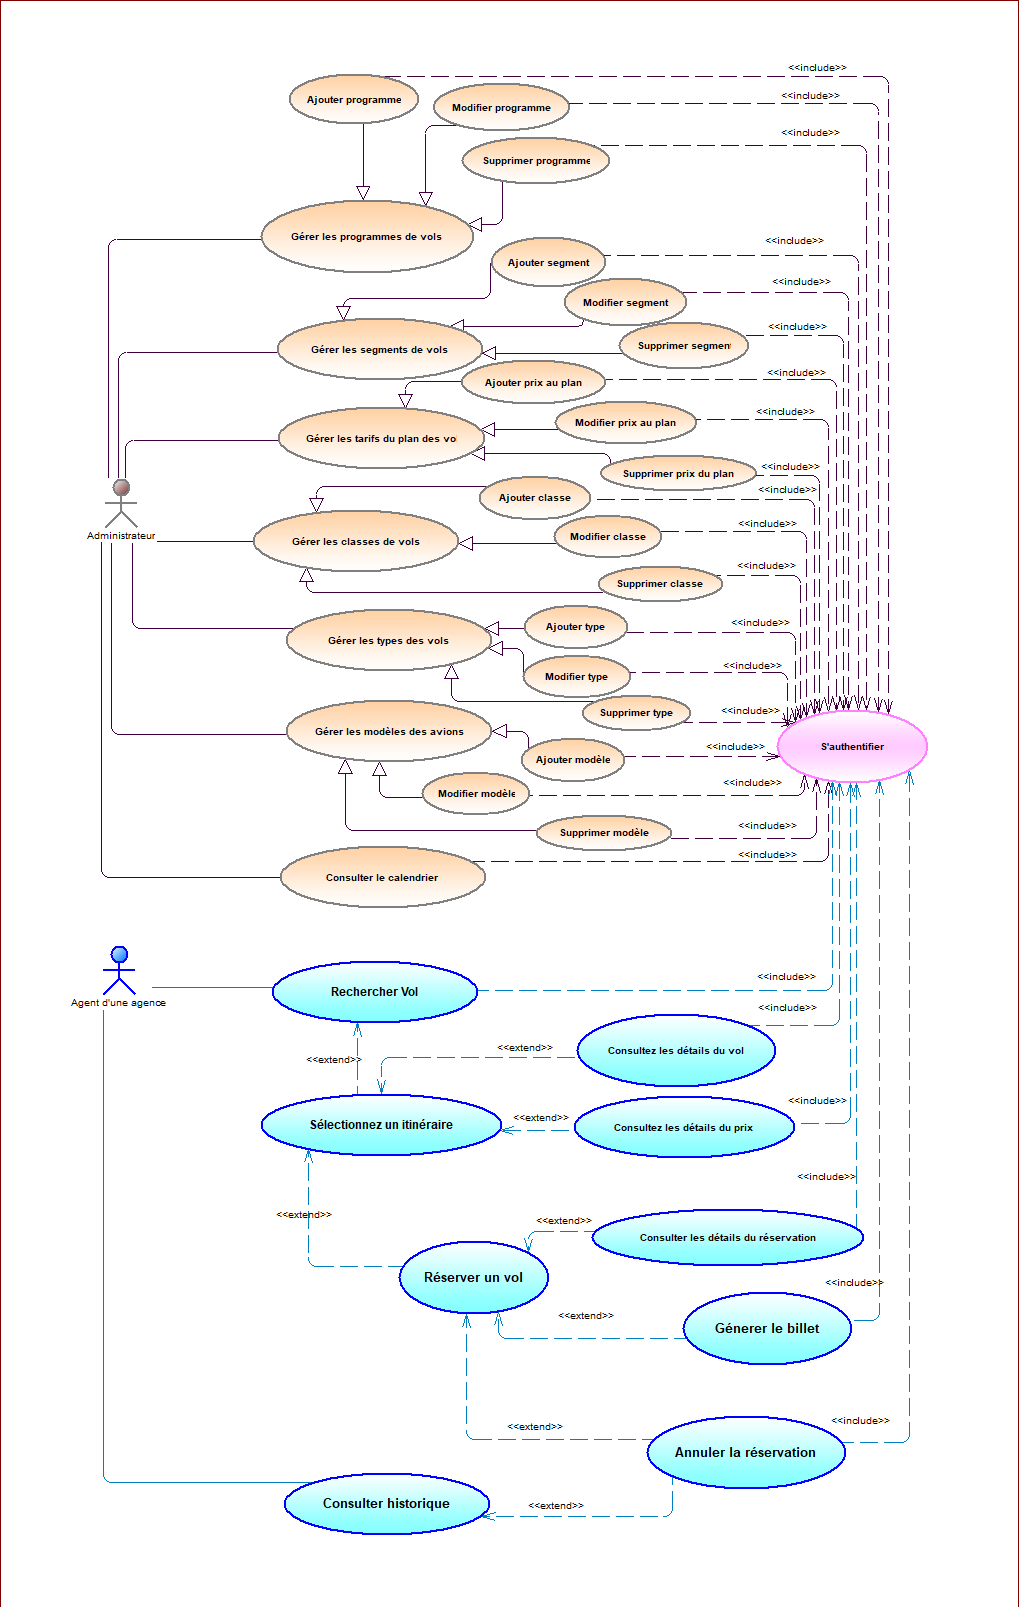 <<include>>
Ajouter programme
<<include>>
Modifier programme
<<include>>
Supprimer programme
Gérer les programmes de vols
<<include>>
Ajouter segment
<<include>>
Modifier segment
<<include>>
Supprimer segment
Gérer les segments de vols
<<include>>
Ajouter prix au plan
<<include>>
Modifier prix au plan
Gérer les tarifs du plan des vol
<<include>>
Supprimer prix du plan
<<include>>
Ajouter classe
<<include>>
Modifier classe
Administrateur
Gérer les classes de vols
<<include>>
Supprimer classe
<<include>>
Ajouter type
Gérer les types des vols
<<include>>
Modifier type
<<include>>
Supprimer type
Gérer les modèles des avions
<<include>>
S'authentifier
Ajouter modèle
<<include>>
Modifier modèle
<<include>>
Supprimer modèle
<<include>>
Consulter le calendrier
<<include>>
Rechercher Vol
Agent d'une agence
<<include>>
<<extend>>
Consultez les détails du vol
<<extend>>
<<include>>
<<extend>>
Sélectionnez un itinéraire
Consultez les détails du prix
<<include>>
<<extend>>
<<extend>>
Consulter les détails du réservation
Réserver un vol
<<include>>
<<extend>>
Génerer le billet
<<include>>
<<extend>>
Annuler la réservation
Consulter historique
<<extend>>